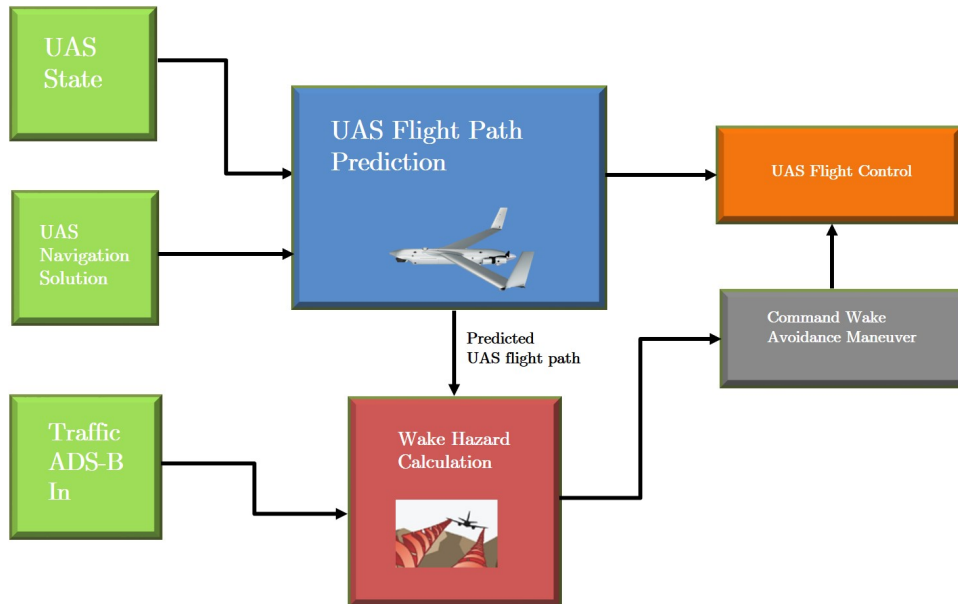 UAS
State
UAS Flight Path
Prediction
UAS Flight Control
UAS
Navigation
Solution
Command Wake
Avoidance Maneuver
Predicted
UAS flight path
Traffic
ADS-B
In
Wake Hazard
Calculation